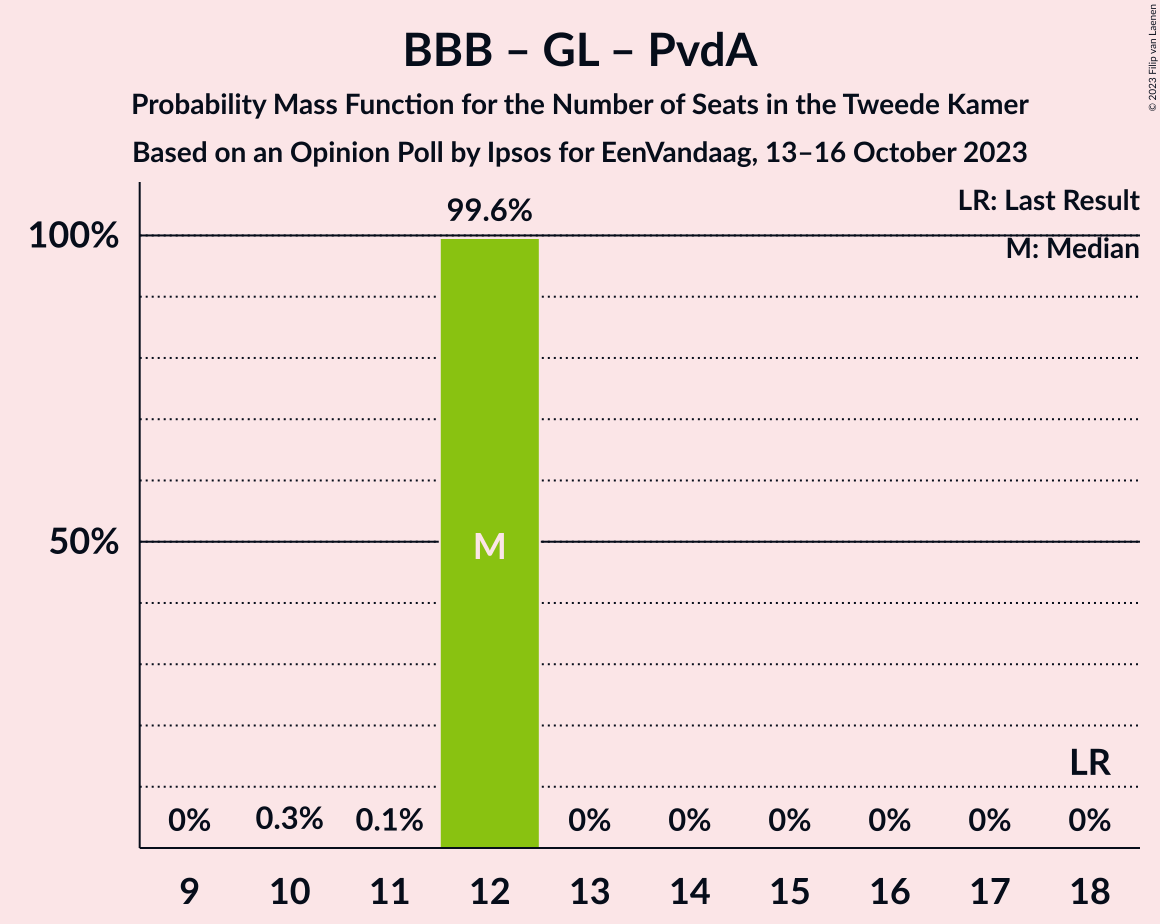 BBB – GL – PvdA
Probability Mass Function for the Number of Seats in the Tweede Kamer
Based on an Opinion Poll by Ipsos for EenVandaag, 13–16 October 2023
© 2023 Filip van Laenen
LR: Last Result
M: Median
99.6%
100%
50%
M
LR
0% 0.3% 0.1% 0% 0% 0% 0% 0% 0%
9 10 11 12 13 14 15 16 17 18